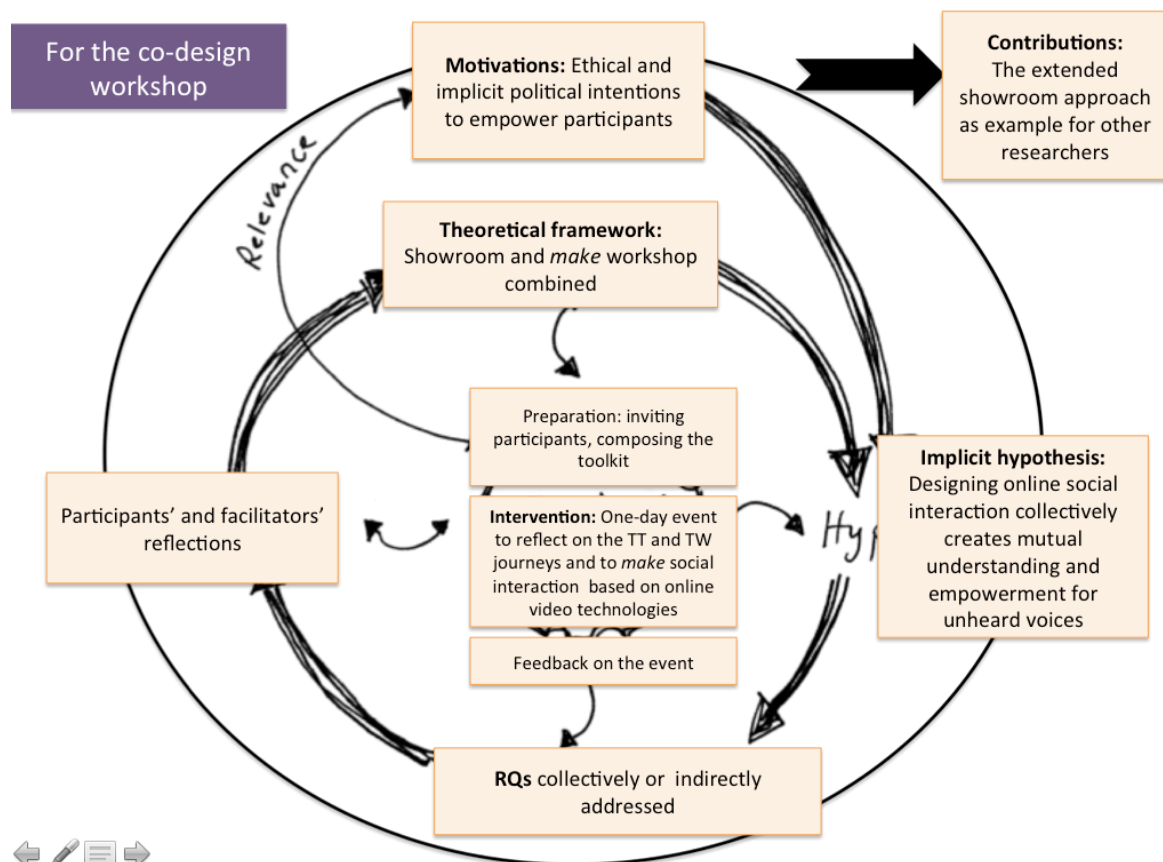 For the co-design
workshop
Motivations: Ethical and
implicit political intentions
to empower participants
Contributions:
The extended
showroom approach
as example for other
researchers
Relevance
Theoretical framework:
Showroom and make workshop
combined
Preparation: inviting
participants, composing the
toolkit
Participants’ and facilitators’
reflections
Intervention: One-day event
to reflect on the TT and TW
journeys and to make social
interaction based on online
video technologies
Hyp
Implicit hypothesis:
Designing online social
interaction collectively
creates mutual
understanding and
empowerment for
unheard voices
Feedback on the event
RQs collectively or indirectly
addressed